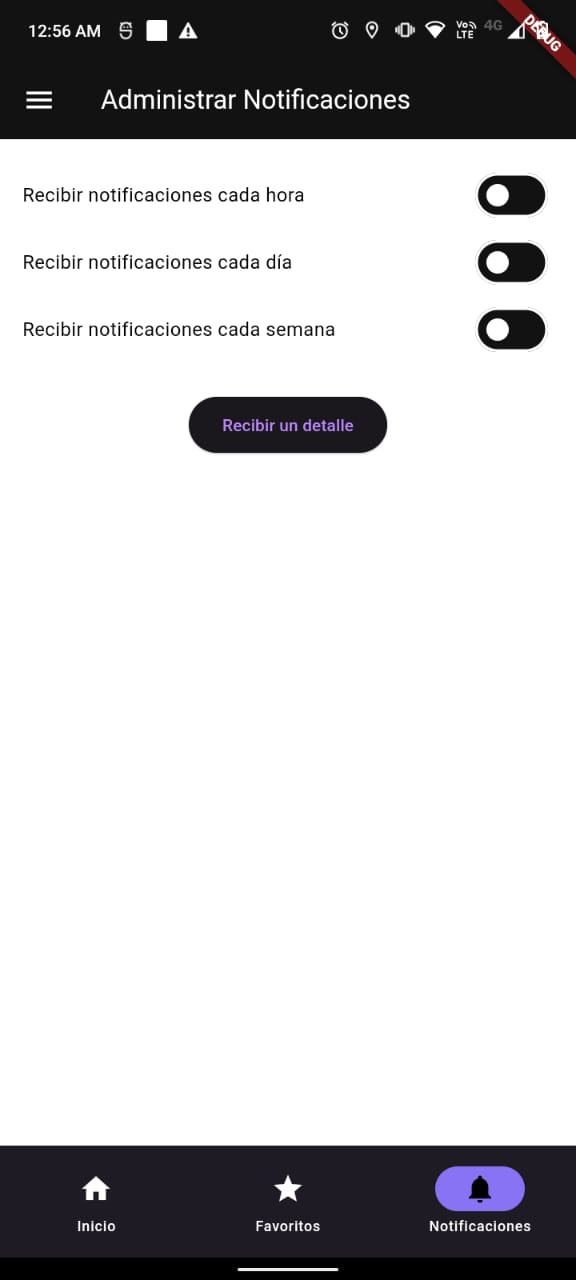 12:56 AM
Vo))
LTE
4G
DEBUG
Administrar Notificaciones
Recibir notificaciones cada hora
Recibir notificaciones cada día
Recibir notificaciones cada semana
Recibir un detalle
Inicio
Favoritos
Notificaciones